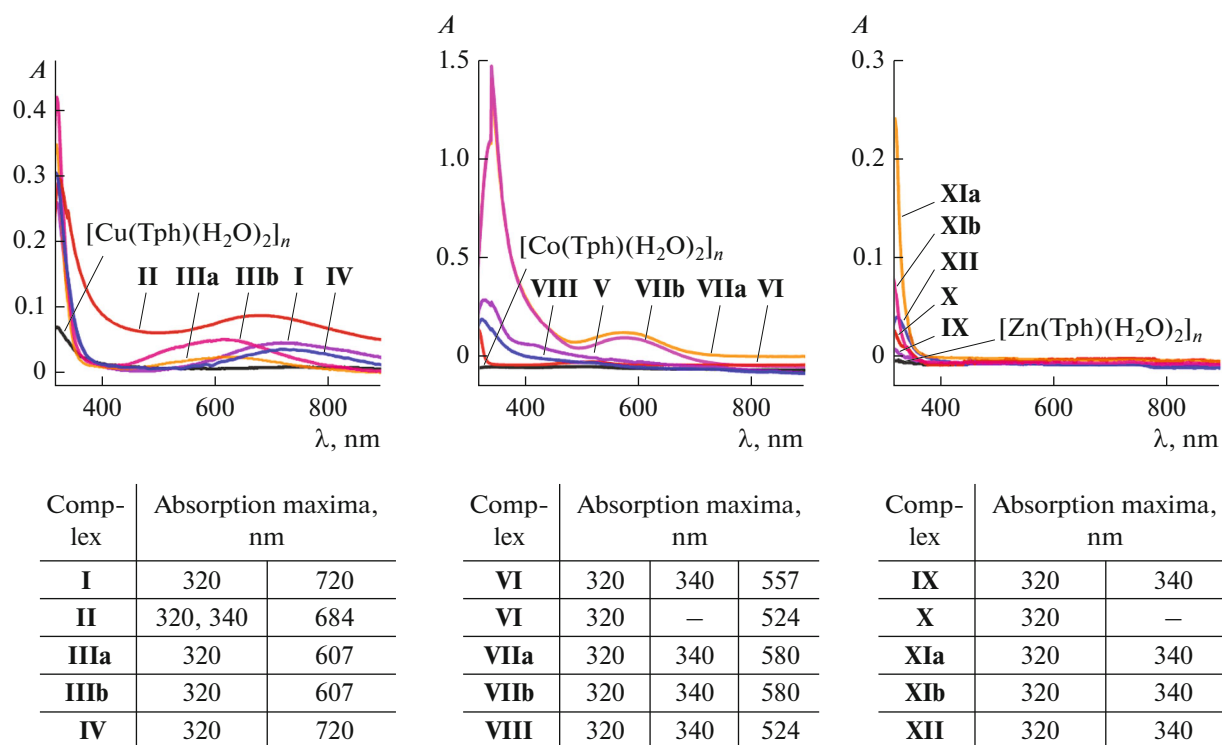 A
0.4
0.3
0.2
0.1
0
[Cu(Tph)(H2O)2]n
II IIIa IIIb I IV
400 600 800
λ, nm
A
1.5
1.0
0.5
0
[Co(Tph)(H2O)2]n
VIII V VIIb VIIa VI
400 600 800
λ, nm
A
0.3
0.2
0.1
0
XIa
XIb
XII
X
IX [Zn(Tph)(H2O)2]n
400 600 800
λ, nm
Comp- Absorption maxima,
lex nm
I 320 720
II 320, 340 684
IIIa 320 607
IIIb 320 607
IV 320 720
Comp- Absorption maxima,
lex nm
VI 320 340 557
VI 320 – 524
VIIa 320 340 580
VIIb 320 340 580
VIII 320 340 524
Comp- Absorption maxima,
lex nm
IX 320 340
X 320 –
XIa 320 340
XIb 320 340
XII 320 340